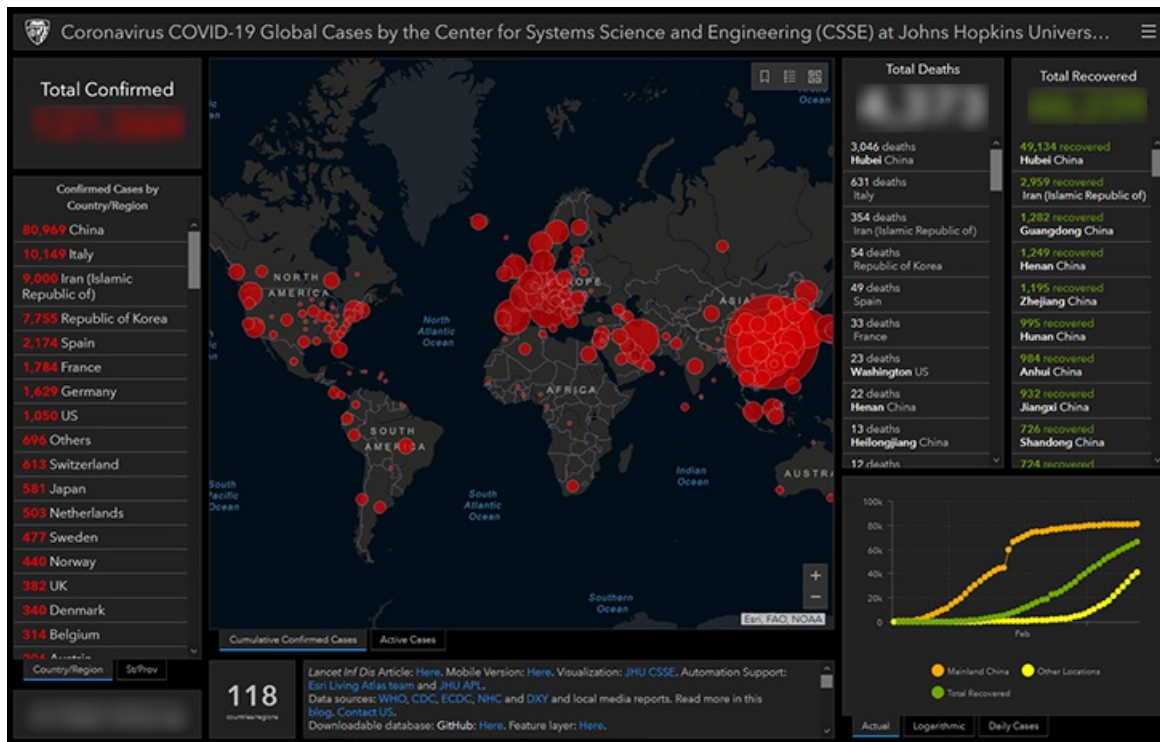 Coronavirus COVID-19 Global Cases by the Center for Systems Science and Engineering (CSSE) at Johns Hopkins Univers...
Total Confirmed
Confirmed Cases by
Country/Region
80,969 China
10,149 Italy
9,000 Iran (Islamic
Republic of)
7,755 Republic of Korea
2,174 Spain
1,784 France
1,629 Germany
1,050 US
696 Others
613 Switzerland
581 Japan
503 Netherlands
477 Sweden
440 Norway
382 UK
340 Denmark
314 Belgium
Country/Region
St/Prov
Ocean
NORTH
AMERICA
North
Atlantic
Ocean
ASIA
AFRICA
SOUTH
AMERICA
South
Pacific
Ocean
South
Atlantic
Ocean
Indian
Ocean
AUSTRA
Southern
Ocean
+
−
Esri, FAO, NOAA
Cumulative Confirmed Cases
Active Cases
118
countries/regions
Lancet Inf Dis Article: Here. Mobile Version: Here. Visualization: JHU CSSE. Automation Support:
Esri Living Atlas team and JHU APL.
Data sources: WHO, CDC, ECDC, NHC and DXY and local media reports. Read more in this
blog. Contact US.
Downloadable database: GitHub: Here. Feature layer: Here.
Total Deaths
3,046 deaths
Hubei China
631 deaths
Italy
354 deaths
Iran (Islamic Republic of)
54 deaths
Republic of Korea
49 deaths
Spain
33 deaths
France
23 deaths
Washington US
22 deaths
Henan China
13 deaths
Heilongjiang China
12 deaths
Total Recovered
49,134 recovered
Hubei China
2,959 recovered
Iran (Islamic Republic of)
1,282 recovered
Guangdong China
1,249 recovered
Henan China
1,195 recovered
Zhejiang China
995 recovered
Hunan China
984 recovered
Anhui China
932 recovered
Jiangxi China
726 recovered
Shandong China
724 recovered
100k
80k
60k
40k
20k
0
Feb
Mainland China
Other Locations
Total Recovered
Actual
Logarithmic
Daily Cases